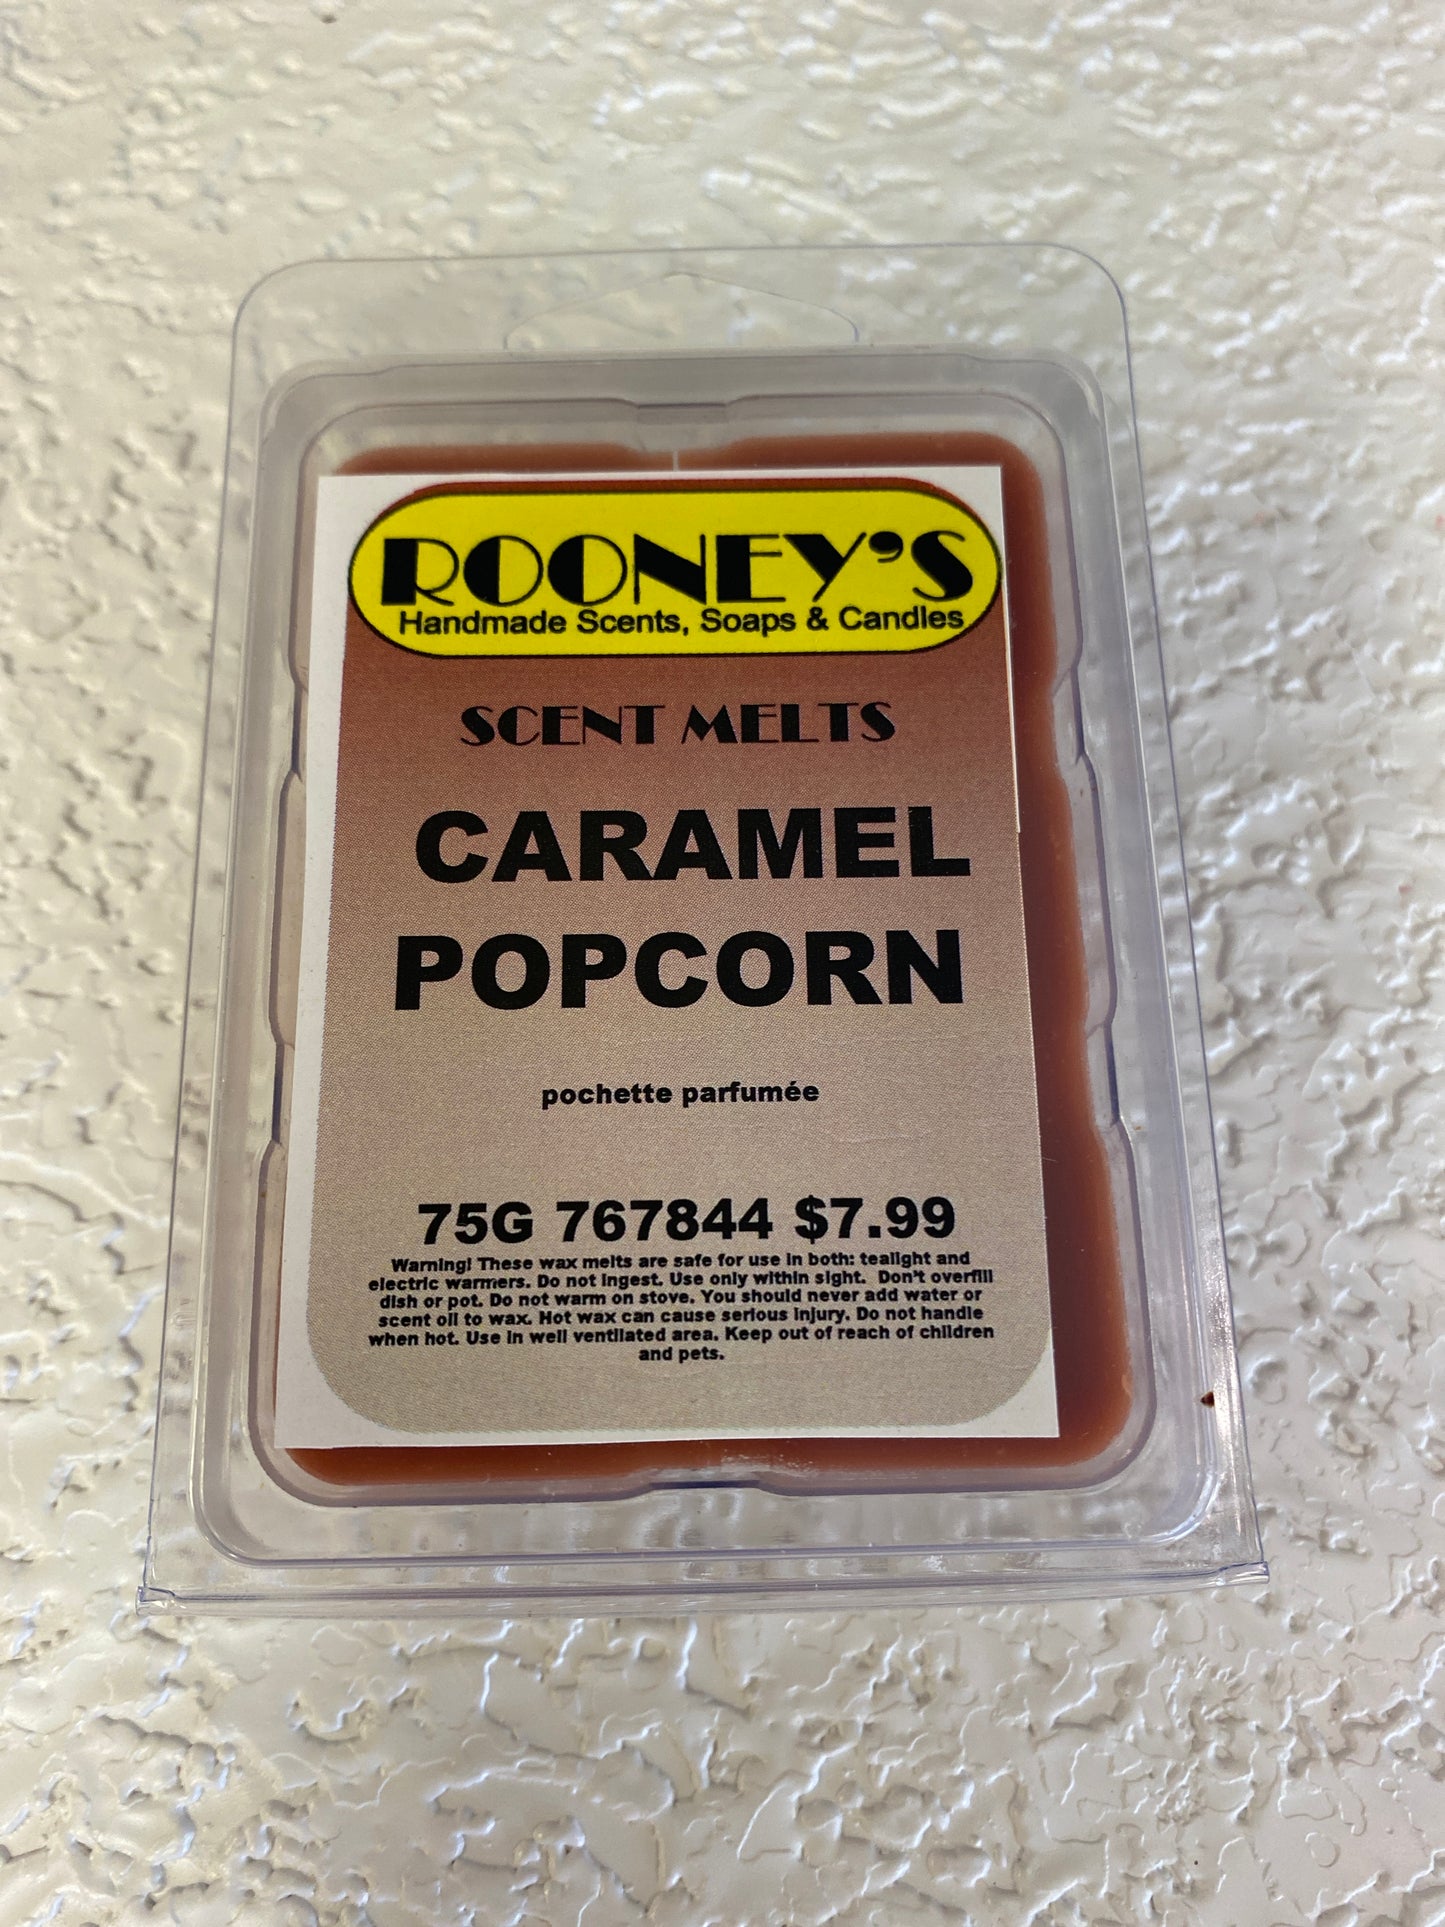 ROONEY'S
Handmade Scents, Soaps & Candles
SCENT MELTS
CARAMEL
POPCORN
pochette parfumée
75G 767844 $7.99
Warning! These wax melts are safe for use in both: tealight and
electric warmers. Do not ingest. Use only within sight. Don't overfill
dish or pot. Do not warm on stove. You should never add water or
scent oil to wax. Hot wax can cause serious injury. Do not handle
when hot. Use in well ventilated area. Keep out of reach of children
and pets.